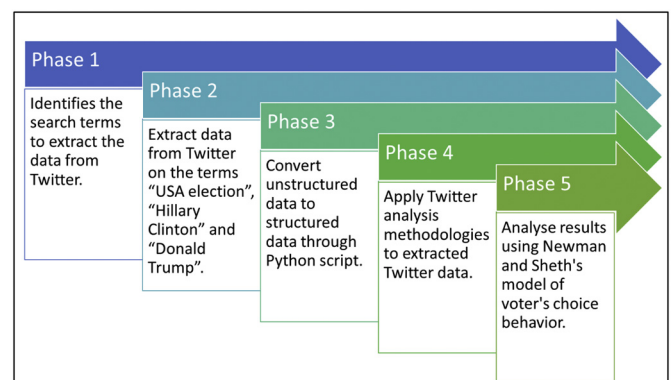 Phase 1
Identifies the
search terms
to extract the
data from
Twitter.
Phase 2
Extract data
from Twitter
on the terms
“USA election”,
“Hillary
Clinton” and
“Donald
Trump”.
Phase 3
Convert
unstructured
data to
structured
data through
Python script.
Phase 4
Apply Twitter
analysis
methodologies
to extracted
Twitter data.
Phase 5
Analyse results
using Newman
and Sheth's
model of
voter's choice
behavior.